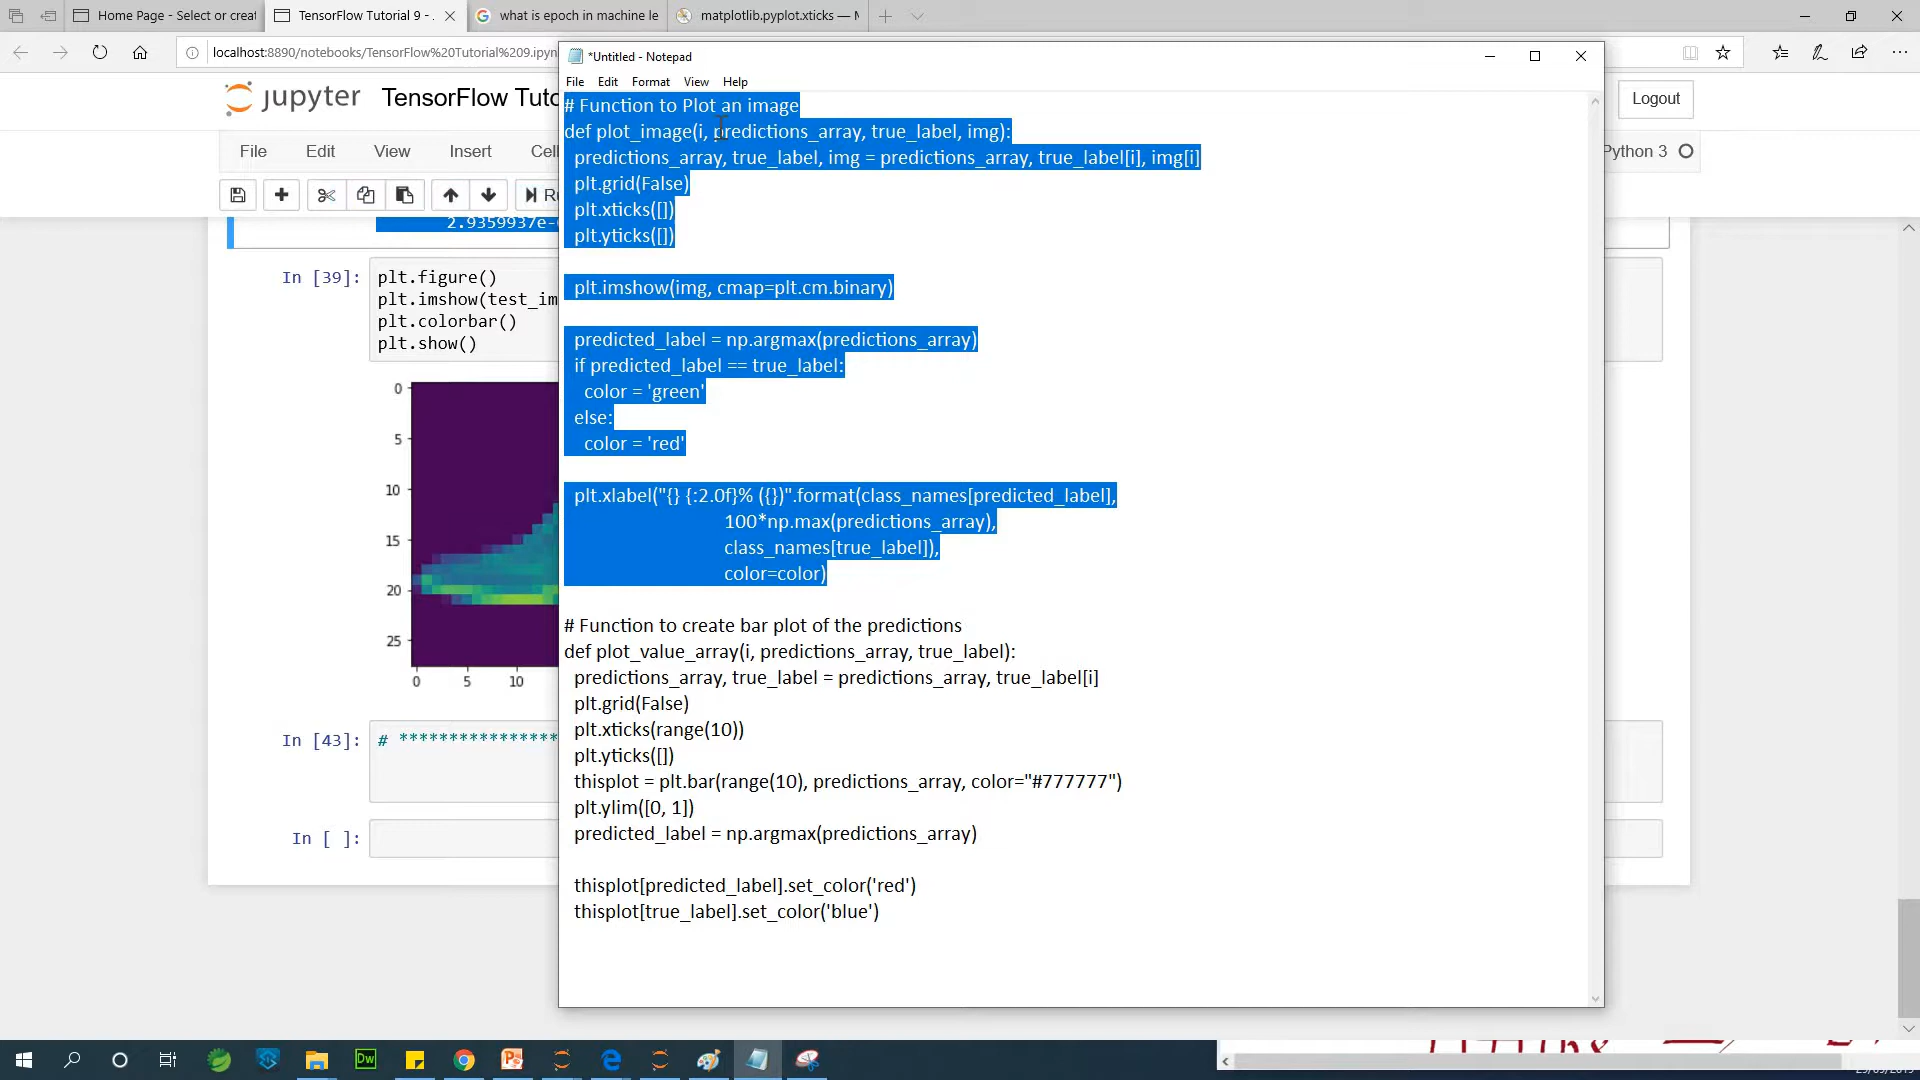 Home Page - Select or creat
TensorFlow Tutorial 9 -
what is epoch in machine le
matplotlib.pyplot.xticks —
localhost:8890/notebooks/TensorFlow%20Tutorial%209.ipyn
*Untitled - Notepad
File Edit Format View Help
jupyter TensorFlow Tuto
Logout
File Edit View Insert Cel
Python 3
2.9359937e-
In [39]: plt.figure()
plt.imshow(test_im
plt.colorbar()
plt.show()
0
5
10
15
20
25
0 5 10
In [43]: # ****************
In [ ]:
# Function to Plot an image
def plot_image(i, predictions_array, true_label, img):
predictions_array, true_label, img = predictions_array, true_label[i], img[i]
plt.grid(False)
plt.xticks([])
plt.yticks([])
plt.imshow(img, cmap=plt.cm.binary)
predicted_label = np.argmax(predictions_array)
if predicted_label == true_label:
color = 'green'
else:
color = 'red'
plt.xlabel("{} {:2.0f}% ({})".format(class_names[predicted_label],
100*np.max(predictions_array),
class_names[true_label]),
color=color)
# Function to create bar plot of the predictions
def plot_value_array(i, predictions_array, true_label):
predictions_array, true_label = predictions_array, true_label[i]
plt.grid(False)
plt.xticks(range(10))
plt.yticks([])
thisplot = plt.bar(range(10), predictions_array, color="#777777")
plt.ylim([0, 1])
predicted_label = np.argmax(predictions_array)
thisplot[predicted_label].set_color('red')
thisplot[true_label].set_color('blue')
Dw